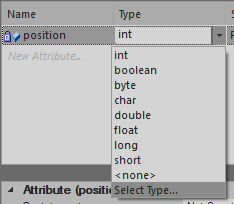 Name Type S
position int
New Attribute...
int
boolean
byte
char
double
float
long
short
<none>
Select Type...
Attribute (positio